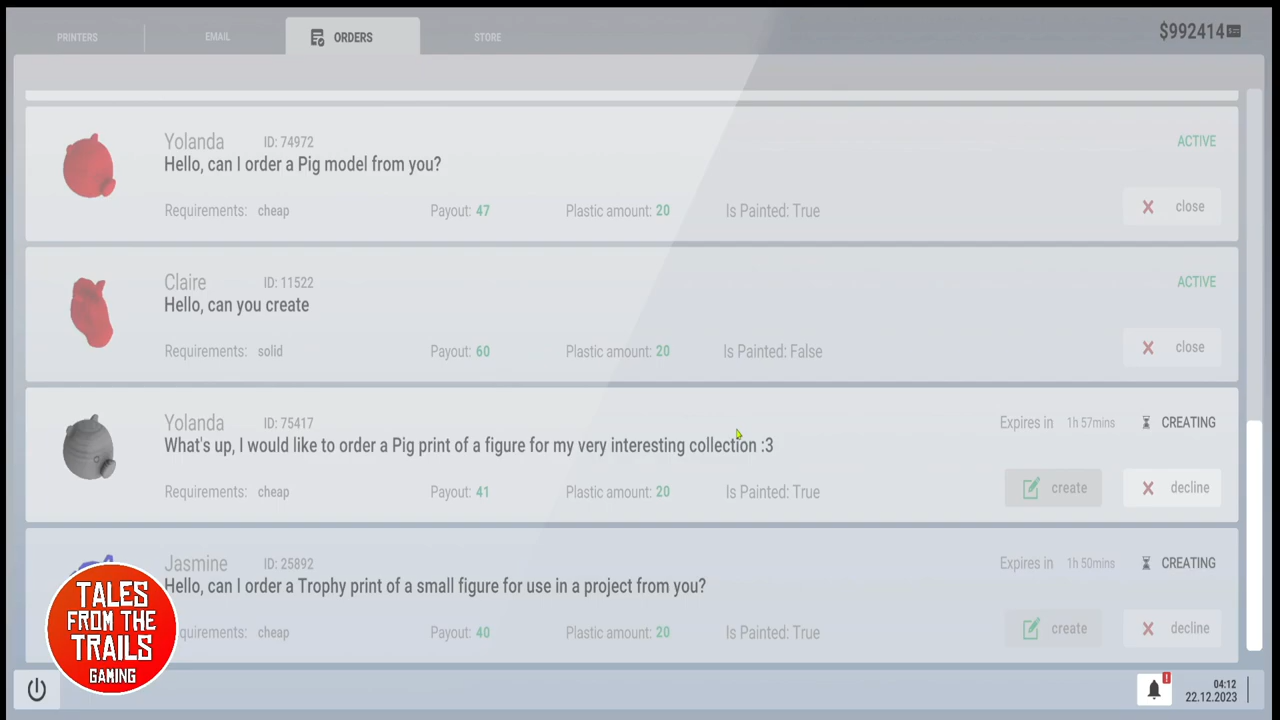 PRINTERS
EMAIL
ORDERS
STORE
$992414
Yolanda ID: 74972
ACTIVE
Hello, can I order a Pig model from you?
Requirements: cheap Payout: 47 Plastic amount: 20 Is Painted: True
close
Claire ID: 11522
ACTIVE
Hello, can you create
Requirements: solid Payout: 60 Plastic amount: 20 Is Painted: False
close
Yolanda ID: 75417
Expires in 1h 57mins CREATING
What's up, I would like to order a Pig print of a figure for my very interesting collection :3
Requirements: cheap Payout: 41 Plastic amount: 20 Is Painted: True
create decline
Jasmine ID: 25892
Expires in 1h 50mins CREATING
Hello, can I order a Trophy print of a small figure for use in a project from you?
equirements: cheap Payout: 40 Plastic amount: 20 Is Painted: True
create decline
TALES
FROM THE
TRAILS
GAMING
04:12
22.12.2023